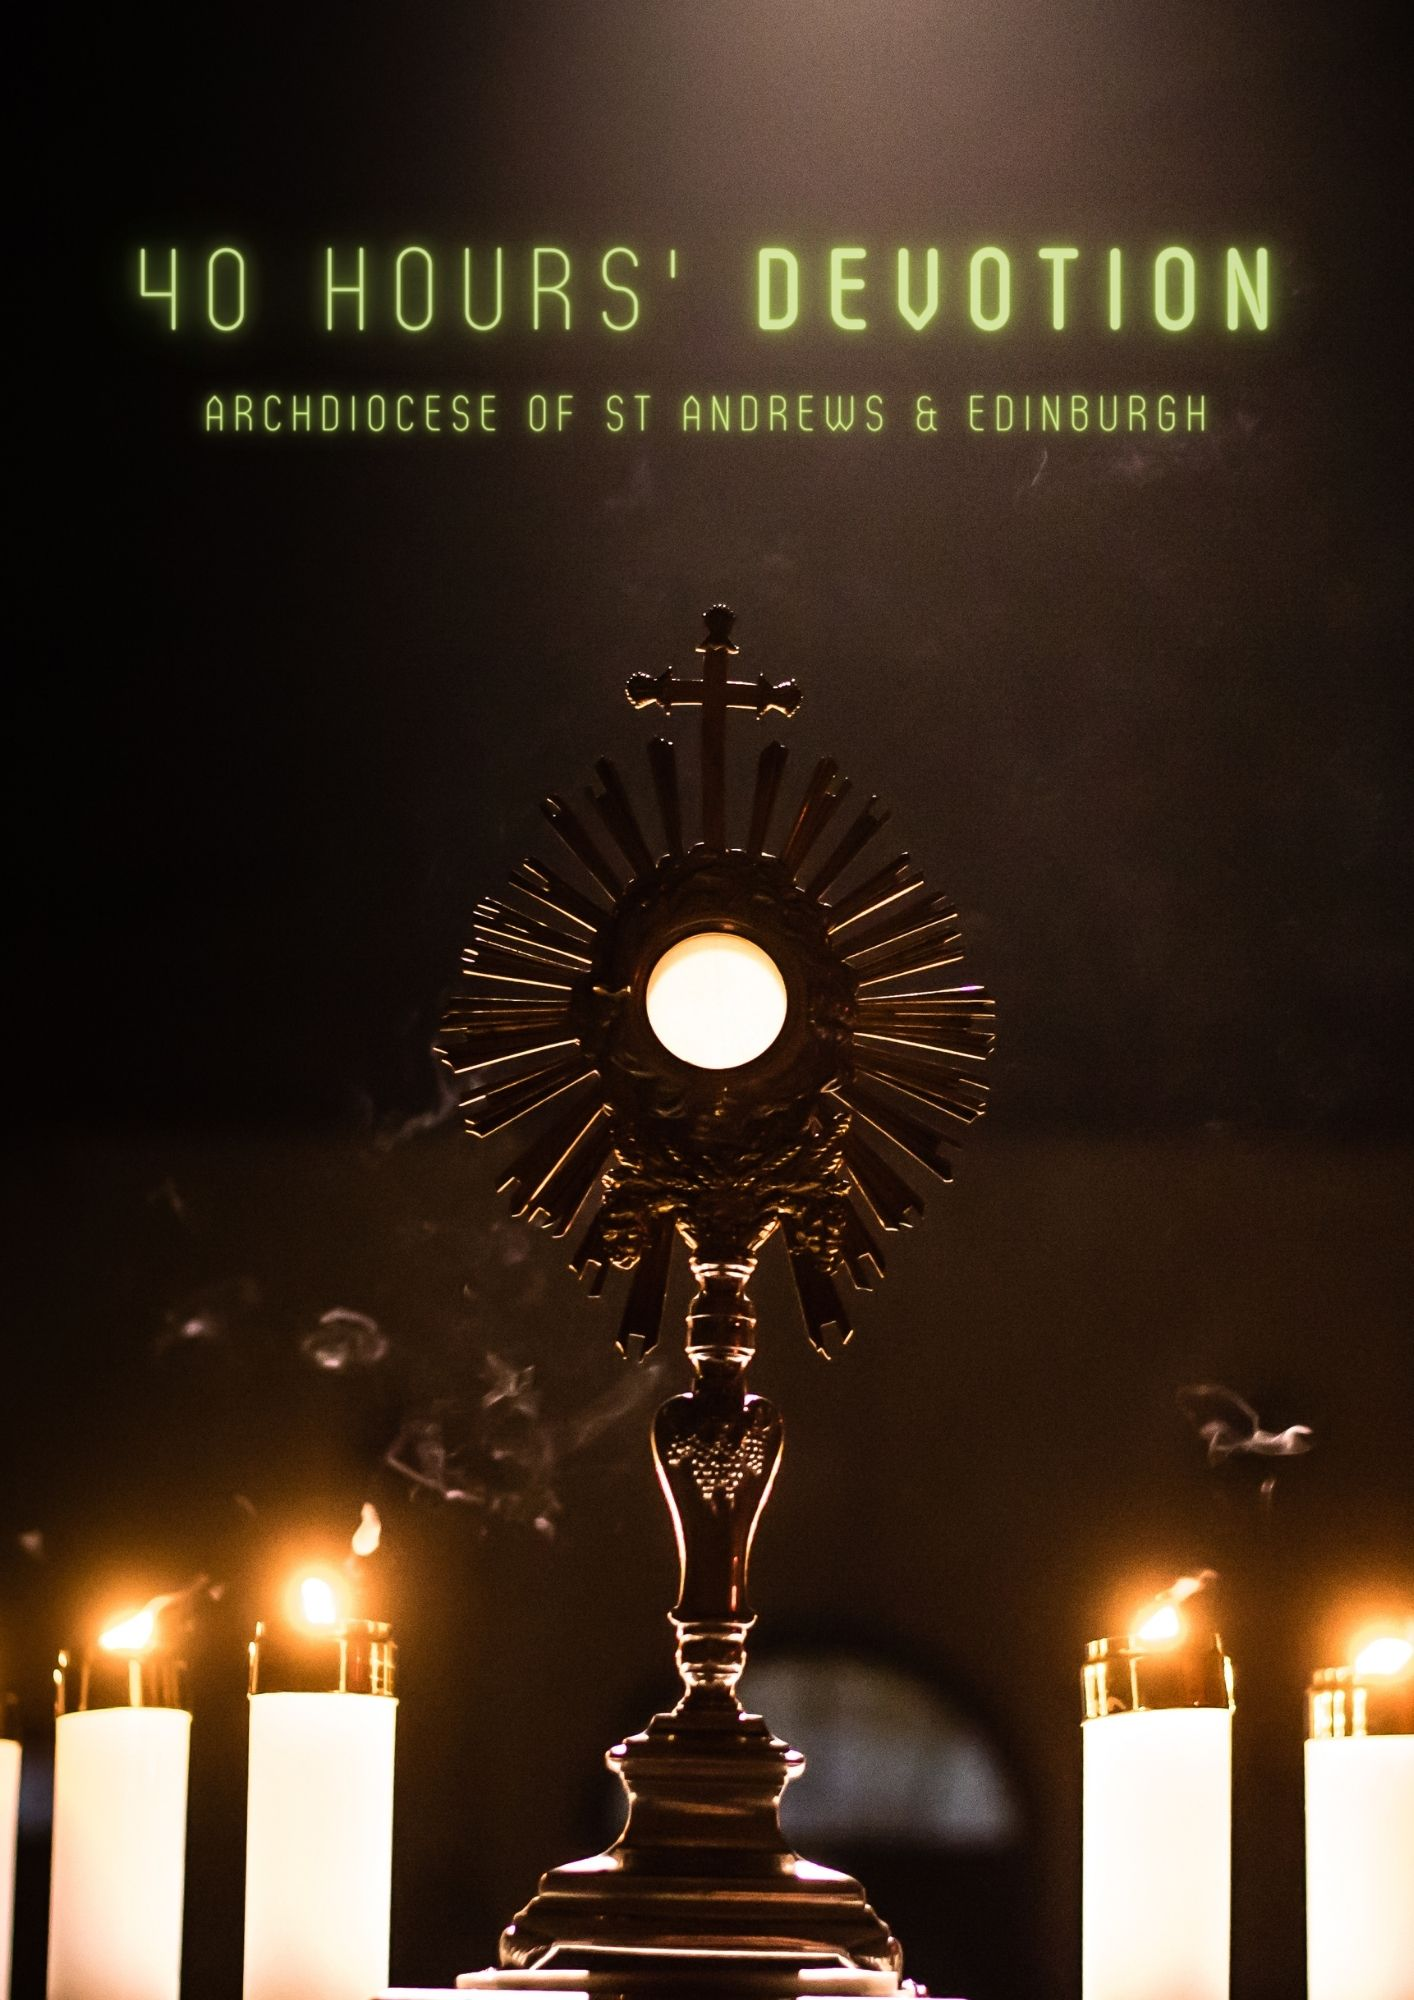 40 HOURS' DEVOTION
ARCHDIOCESE OF ST ANDREWS & EDINBURGH